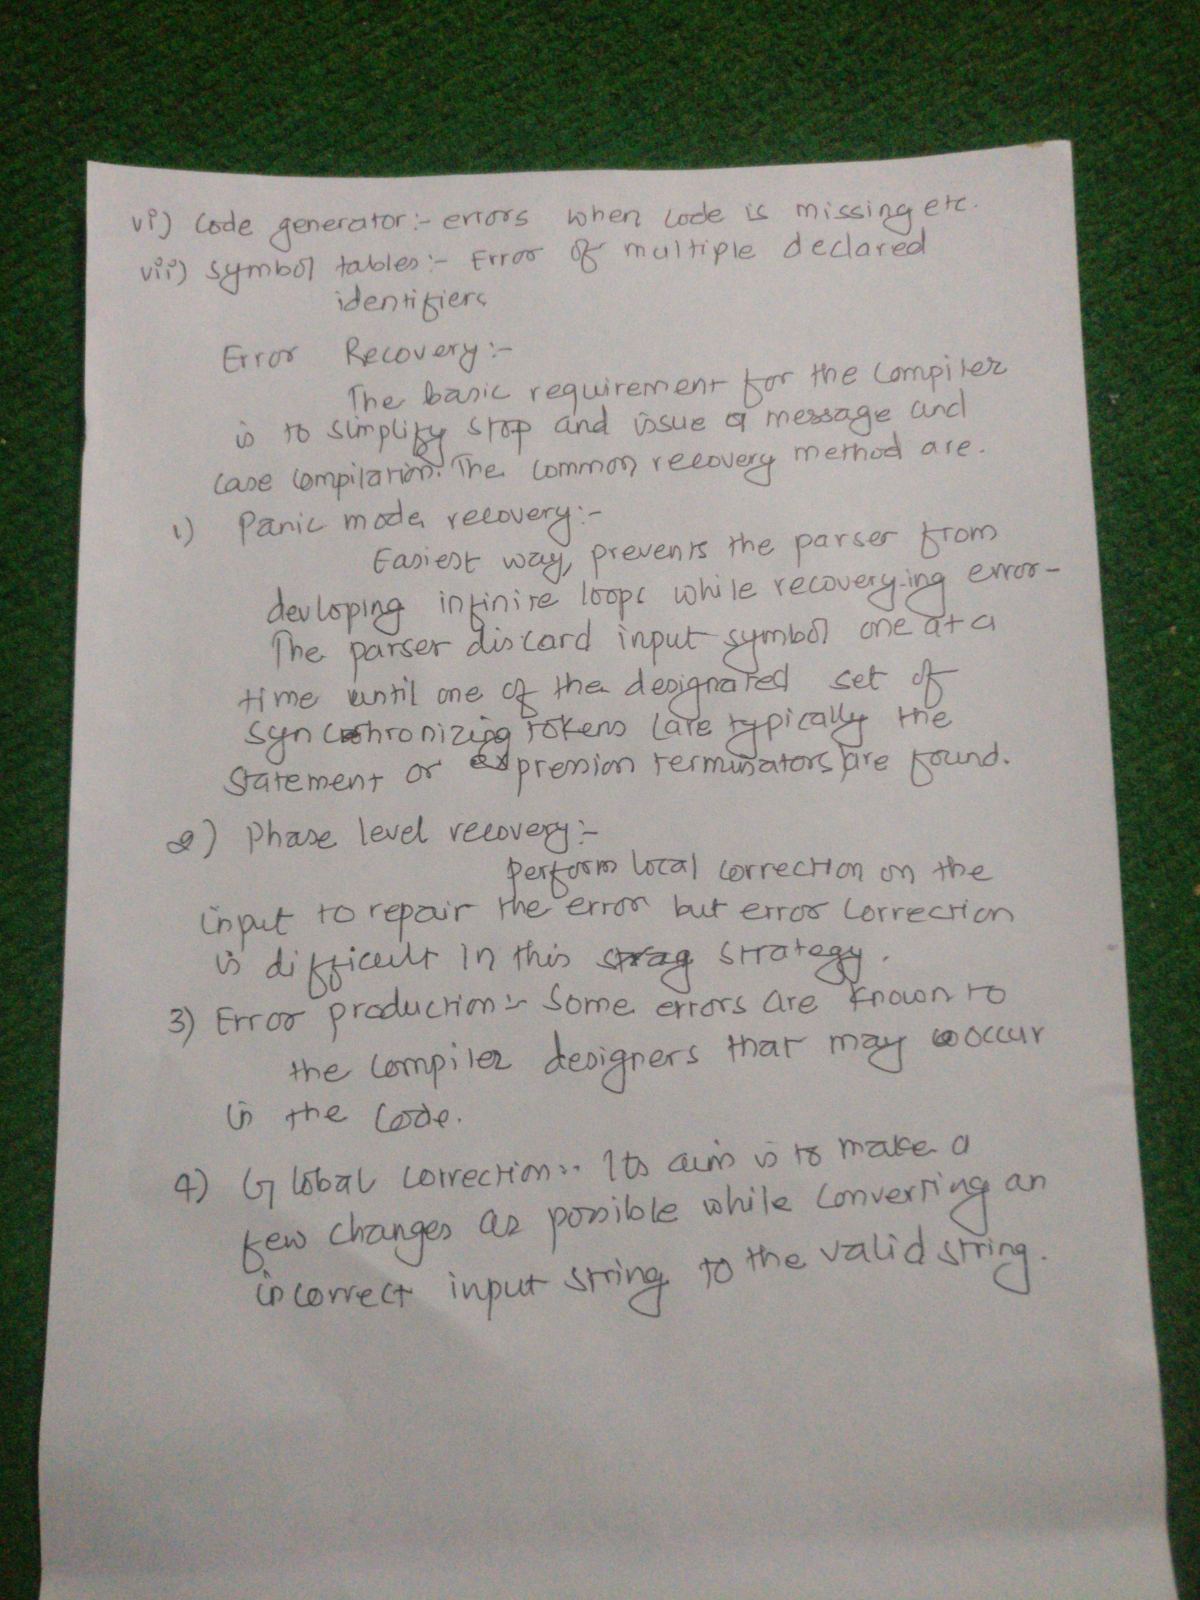 vi) Code generator:- errors when code is missing etc.
vii) Symbol tables:- Error of multiple declared
identifiers
Error Recovery:-
The basic requirement for the compiler
is to simplify stop and issue a message and
case compilation. The common recovery method are.
1) Panic mode recovery:-
Easiest way, prevents the parser from
devloping infinite loops while recovery-ing error-
The parser discard input symbol one at a
time until one of the designated set of
Synchronizing tokens (are typically the
Statement or expression terminators) are found.
2) Phase level recovery:-
perform local correction on the
input to repair the error but error correction
is difficult in this strag strategy.
3) Error production:- Some errors are known to
the compiler designers that may occur
in the code.
4) Global correction:- Its aim is to make a
few changes as possible while converting an
incorrect input string to the valid string.